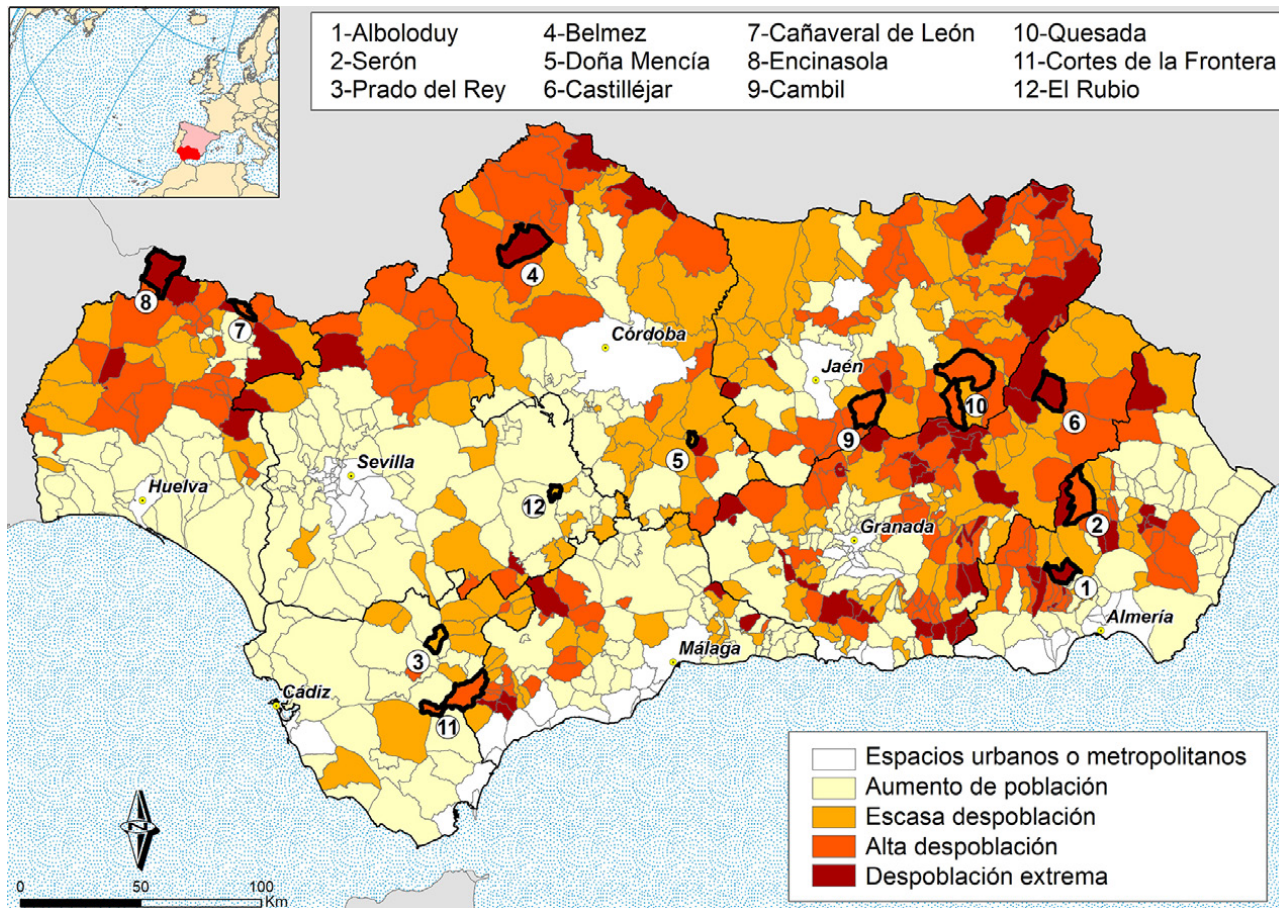 1-Alboloduy 4-Belmez 7-Cañaveral de León 10-Quesada
2-Serón 5-Doña Mencía 8-Encinasola 11-Cortes de la Frontera
3-Prado del Rey 6-Castilléjar 9-Cambil 12-El Rubio
4
8
7
Córdoba
Jaén
10
6
9
5
Sevilla
Huelva
12
Granada
2
1
Almería
3
Málaga
Cádiz
11
Espacios urbanos o metropolitanos
Aumento de población
Escasa despoblación
Alta despoblación
Despoblación extrema
N
0 50 100
Km